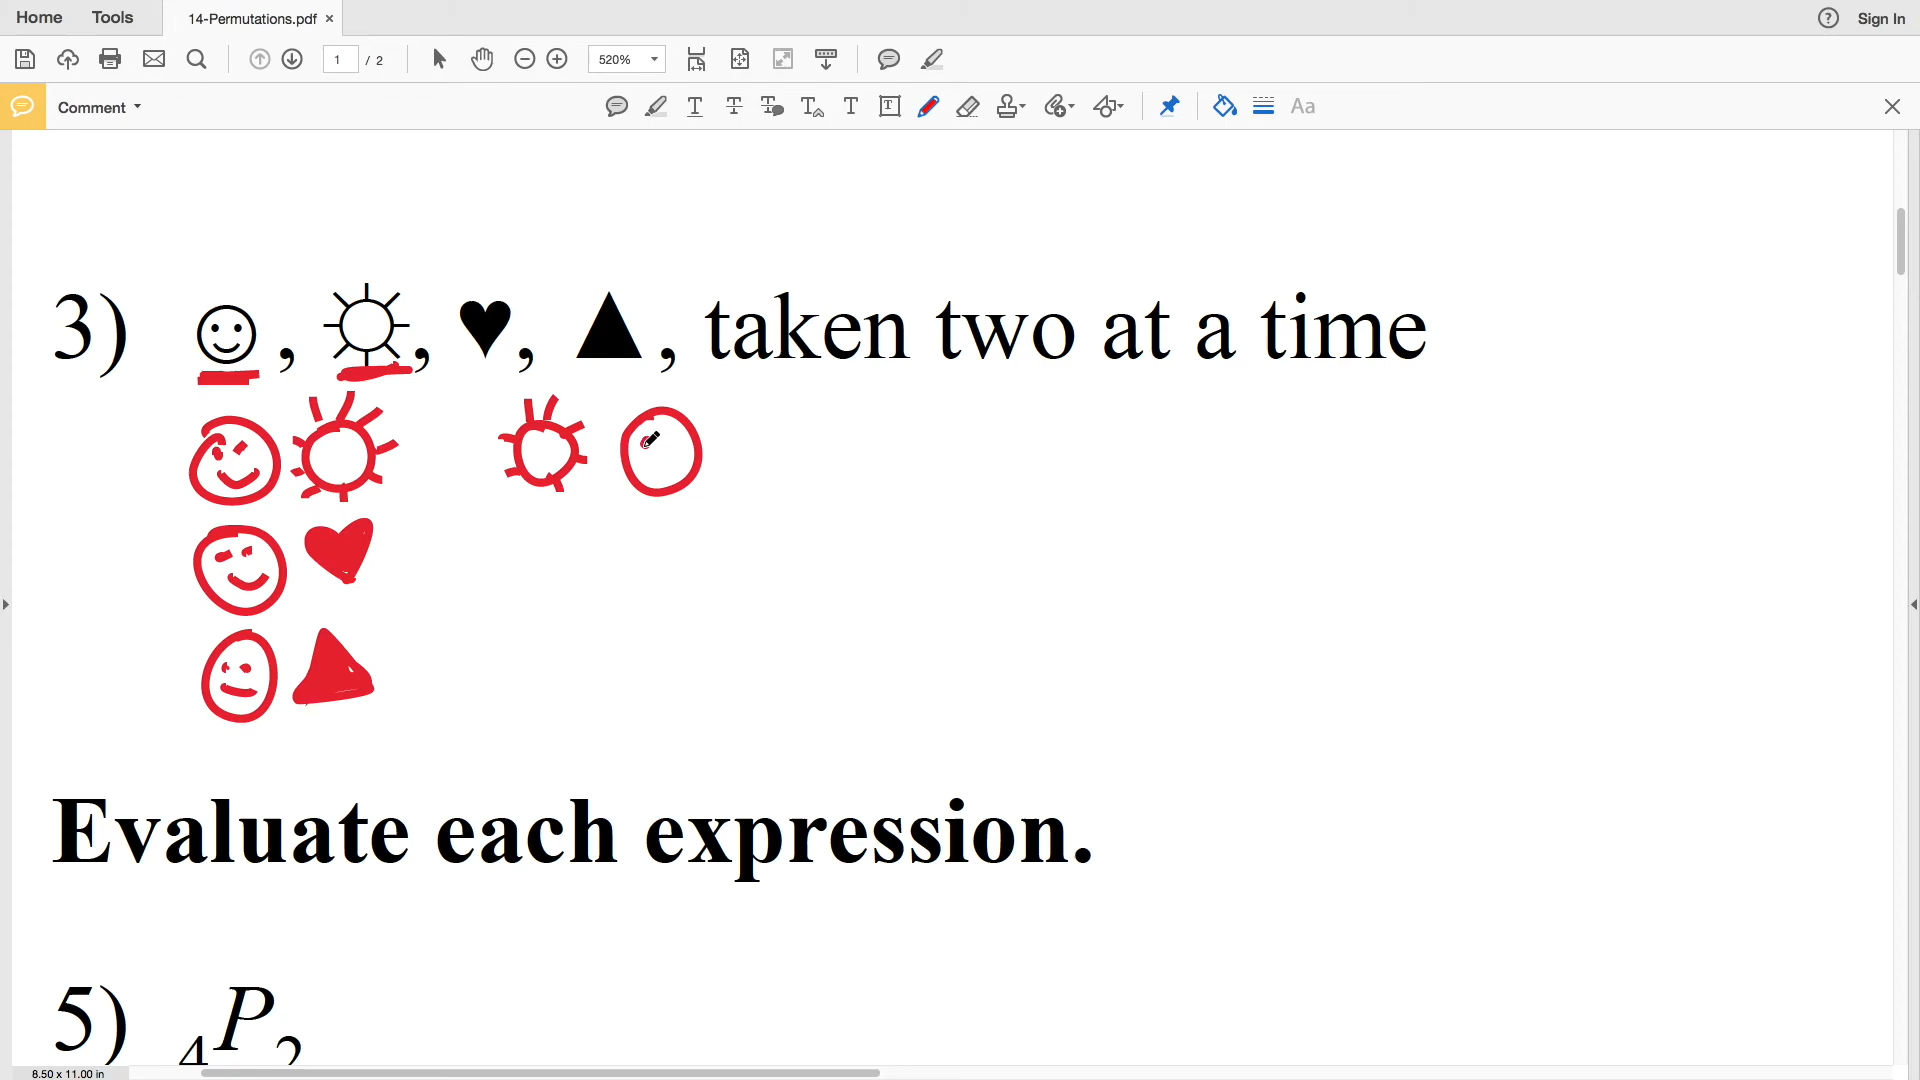 Home Tools 14-Permutations.pdf × ? Sign In
1 / 2 520%
Comment T T T T T T Aa
3) ☺, ☼, ♥, ▲, taken two at a time
Evaluate each expression.
5) 4P2
8.50 x 11.00 in